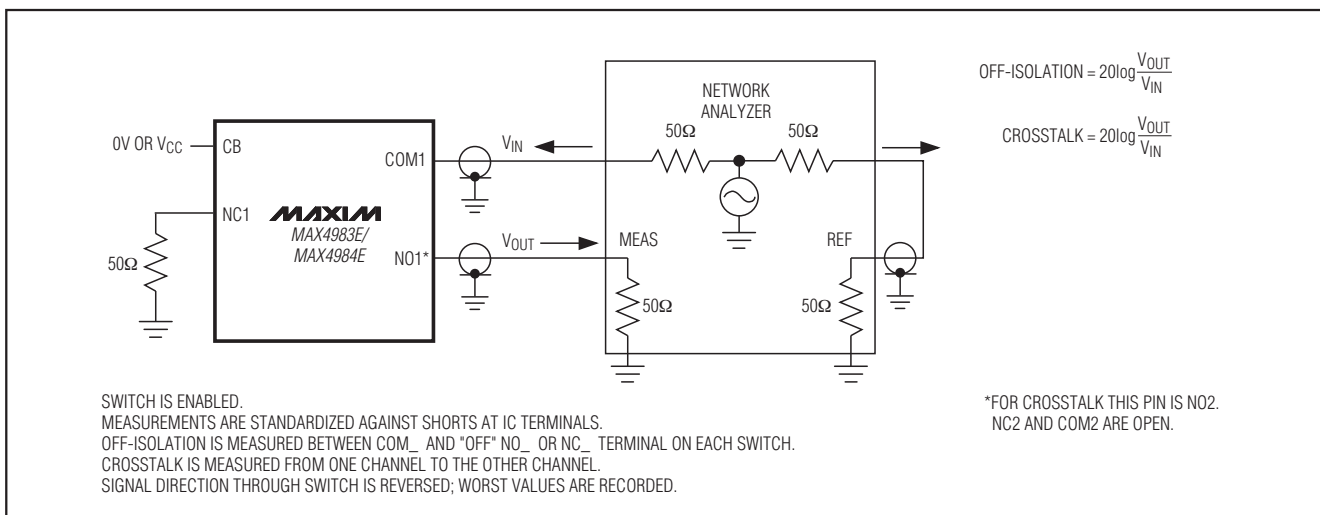 OFF-ISOLATION = 20log VOUT/VIN
NETWORK
ANALYZER
CROSSTALK = 20log VOUT/VIN
50Ω 50Ω
0V OR VCC CB
COM1
VIN
NC1
MAXIM
MAX4983E/
MAX4984E
NO1*
VOUT
MEAS
REF
50Ω
50Ω
50Ω
SWITCH IS ENABLED.
MEASUREMENTS ARE STANDARDIZED AGAINST SHORTS AT IC TERMINALS.
OFF-ISOLATION IS MEASURED BETWEEN COM_ AND "OFF" NO_ OR NC_ TERMINAL ON EACH SWITCH.
CROSSTALK IS MEASURED FROM ONE CHANNEL TO THE OTHER CHANNEL.
SIGNAL DIRECTION THROUGH SWITCH IS REVERSED; WORST VALUES ARE RECORDED.
*FOR CROSSTALK THIS PIN IS NO2.
NC2 AND COM2 ARE OPEN.